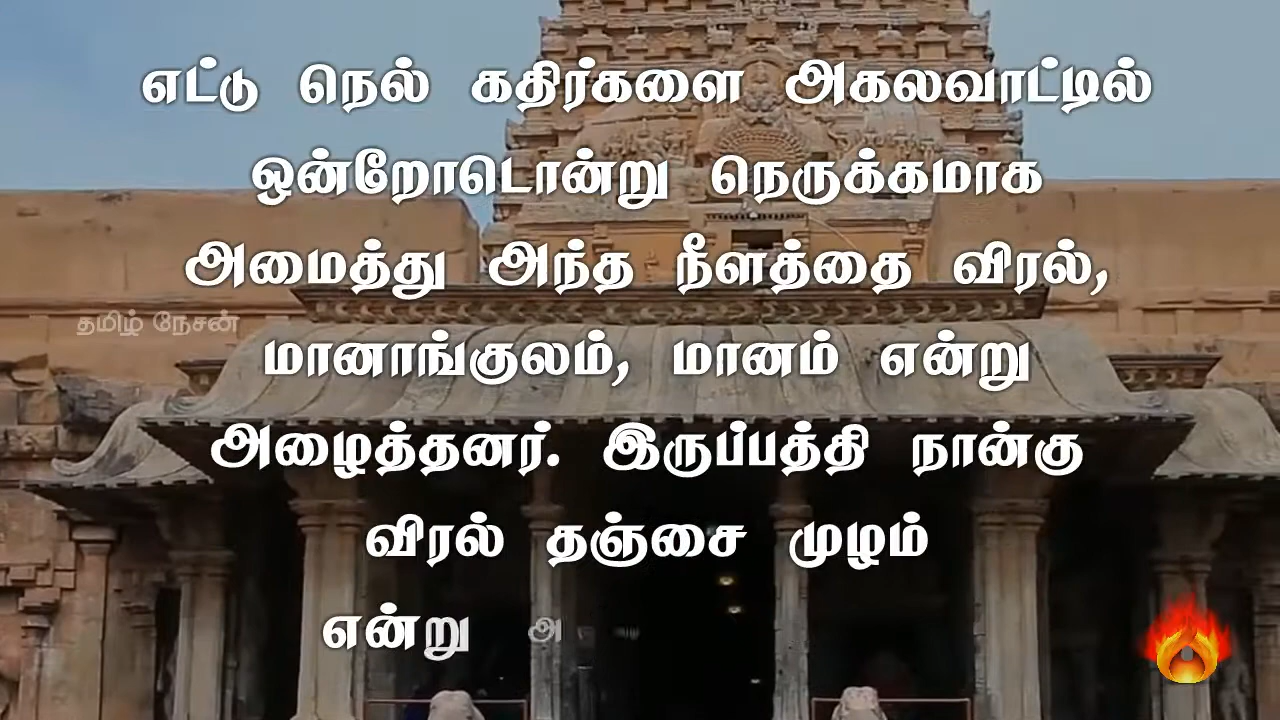 எட்டு நெல் கதிர்களை அகலவாட்டில்
ஒன்றோடொன்று நெருக்கமாக
அமைத்து அந்த நீளத்தை விரல்,
தமிழ் நேசன்
மானாங்குலம், மானம் என்று
அழைத்தனர். இருப்பத்தி நான்கு
விரல் தஞ்சை முழம்
என்று